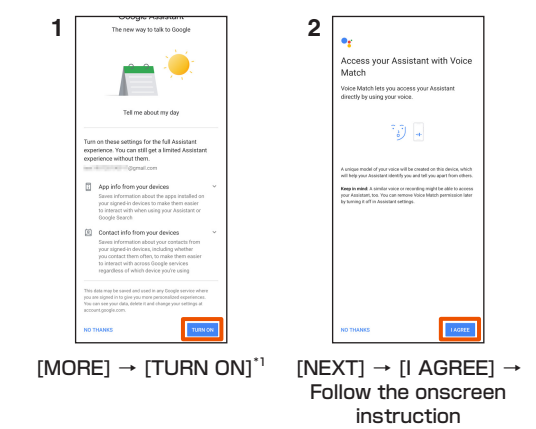 1
Google Assistant
The new way to talk to Google
Tell me about my day
Turn on these settings for the full Assistant
experience. You can still get a limited Assistant
experience without them.
@gmail.com
App info from your devices
Saves information about the apps installed on
your signed-in devices to make them easier
to interact with when using your Assistant or
Google Search
Contact info from your devices
Saves information about your contacts from
your signed-in devices, including whether
you contact them often, to make them easier
to interact with across Google services
regardless of which device you're using
This data may be saved and used in any Google service where
you are signed in to give you more personalized experiences.
You can see your data, delete it and change your settings at
account.google.com.
NO THANKS TURN ON
[MORE] → [TURN ON]*1
2
Access your Assistant with Voice
Match
Voice Match lets you access your Assistant
directly by using your voice.
A unique model of your voice will be created on this device, which
will help your Assistant identify you and tell you apart from others.
Keep in mind: A similar voice or recording might be able to access
your Assistant, too. You can remove Voice Match permission later
by turning it off in Assistant settings.
NO THANKS I AGREE
[NEXT] → [I AGREE] →
Follow the onscreen
instruction